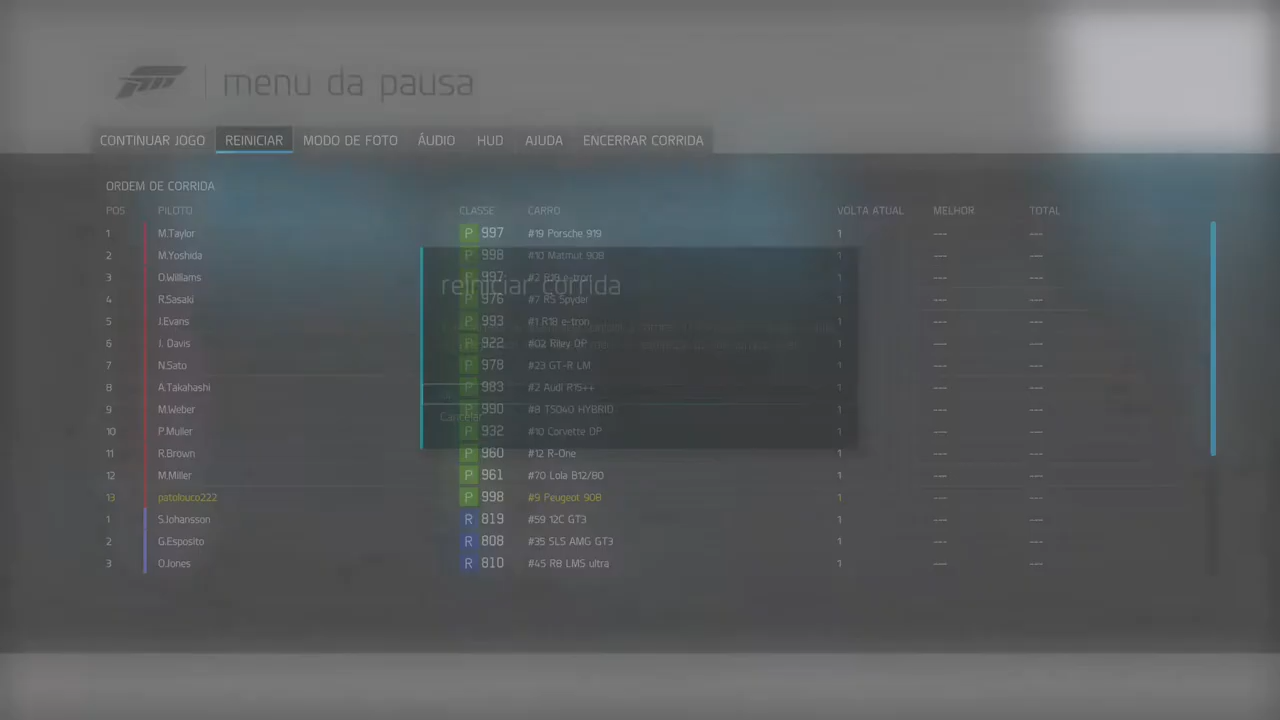 menu da pausa
CONTINUAR JOGO REINICIAR MODO DE FOTO ÂUDIO HUD AJUDA ENCERRAR CORRIDA
ORDEM DE CORRIDA
POS PILOTO CLASSE CARRO VOLTA ATUAL MELHOR TOTAL
1 M.Taylor P 997 #19 Porsche 919 1 --- ---
2 M.Yoshida P 998 #10 Matmut 908 1 --- ---
3 O.Williams P 997 #2 R18 e-tron 1 --- ---
reiniciar corrida
4 R.Sasaki P 976 #7 RS Spyder 1 --- ---
5 J.Evans P 993 #1 R18 e-tron 1 --- ---
6 J. Davis P 922 #02 Riley DP 1 --- ---
7 N.Sato P 978 #23 GT-R LM 1 --- ---
8 A.Takahashi P 983 #2 Audi R15++ 1 --- ---
9 M.Weber P 990 #8 TS040 HYBRID 1 --- ---
Cancelar
10 P.Muller P 932 #10 Corvette DP 1 --- ---
11 R.Brown P 960 #12 R-One 1 --- ---
12 M.Miller P 961 #70 Lola B12/80 1 --- ---
13 patolouco222 P 998 #9 Peugeot 908 1 --- ---
1 S.Johansson R 819 #59 12C GT3 1 --- ---
2 G.Esposito R 808 #35 SLS AMG GT3 1 --- ---
3 O.Jones R 810 #45 R8 LMS ultra 1 --- ---